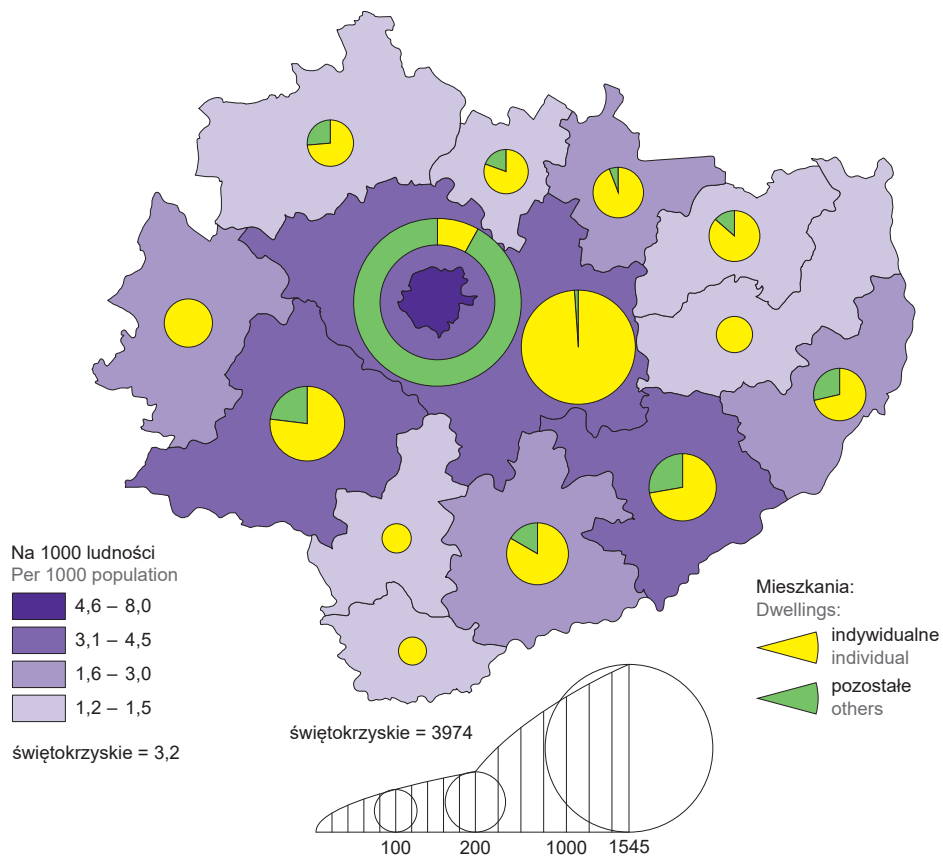 Na 1000 ludności
Per 1000 population
4,6 – 8,0
3,1 – 4,5
1,6 – 3,0
1,2 – 1,5
świętokrzyskie = 3,2
świętokrzyskie = 3974
100
200
1000
1545
Mieszkania:
Dwellings:
indywidualne
individual
pozostałe
others